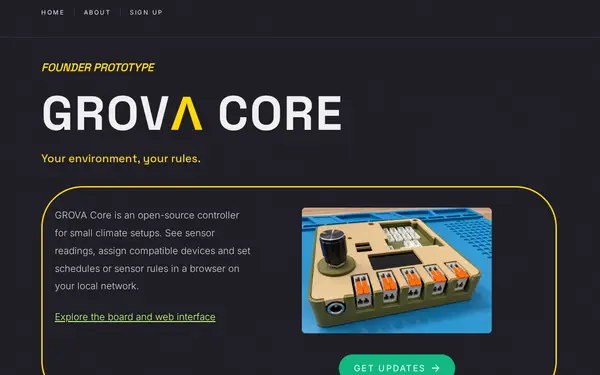 HOME
ABOUT
SIGN UP
FOUNDER PROTOTYPE
GROVA CORE
Your environment, your rules.
GROVA Core is an open-source controller
for small climate setups. See sensor
readings, assign compatible devices and set
schedules or sensor rules in a browser on
your local network.
Explore the board and web interface
GET UPDATES →